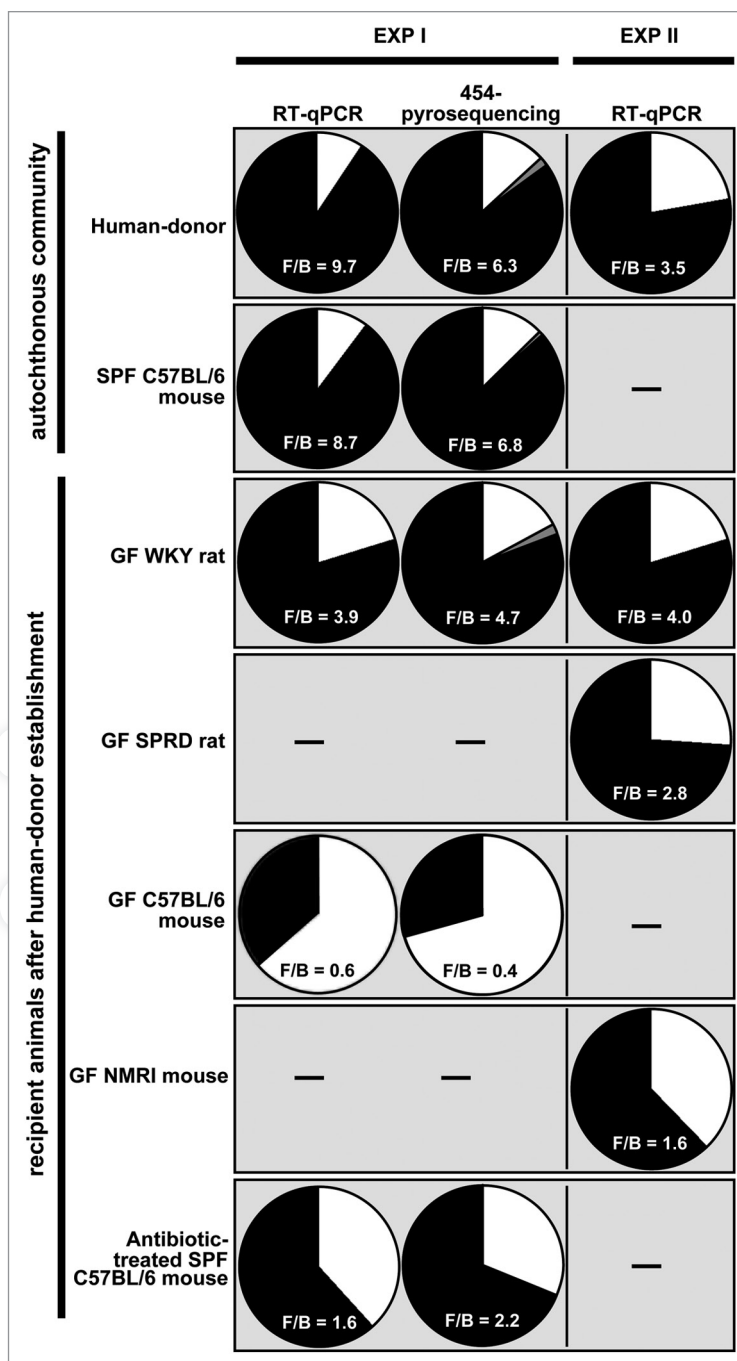 EXP I
EXP II
RT-qPCR
454-
pyrosequencing
RT-qPCR
autochthonous community
Human-donor
F/B = 9.7
F/B = 6.3
F/B = 3.5
SPF C57BL/6
mouse
F/B = 8.7
F/B = 6.8
—
recipient animals after human-donor establishment
GF WKY rat
F/B = 3.9
F/B = 4.7
F/B = 4.0
GF SPRD rat
—
—
F/B = 2.8
GF C57BL/6
mouse
F/B = 0.6
F/B = 0.4
—
GF NMRI mouse
—
—
F/B = 1.6
Antibiotic-
treated SPF
C57BL/6 mouse
F/B = 1.6
F/B = 2.2
—